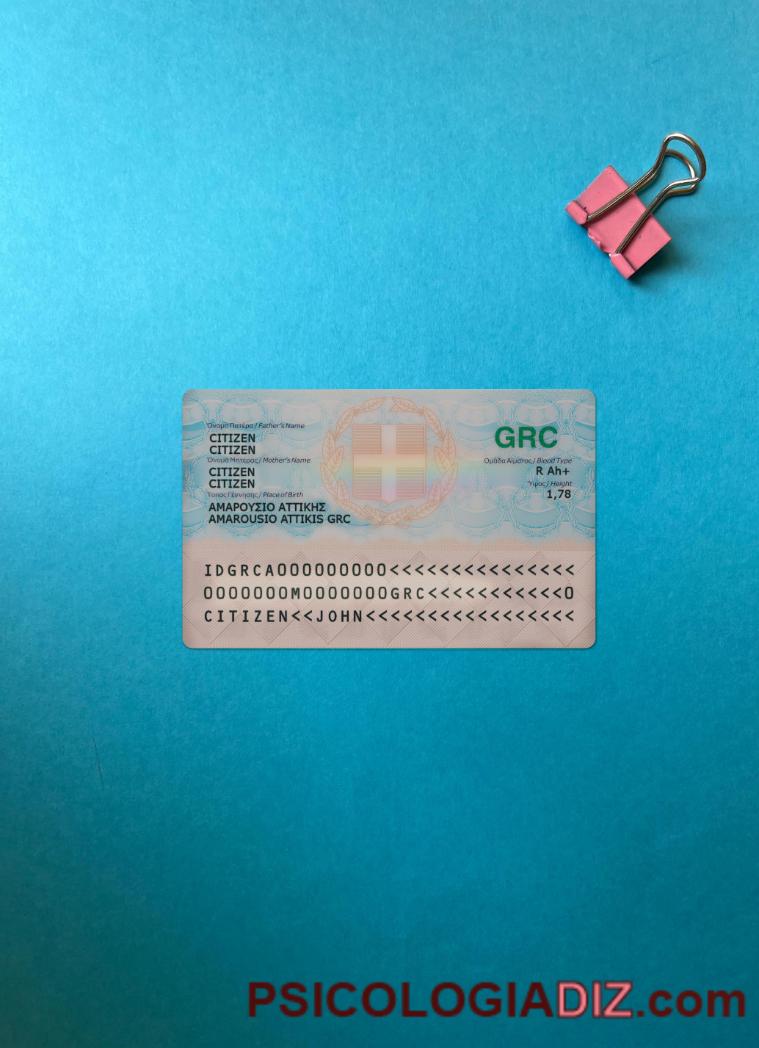 Όνομα Πατέρα / Father's Name
CITIZEN
CITIZEN
Όνομα Μητέρας / Mother's Name
CITIZEN
CITIZEN
Τόπος / Γέννησης / Place of Birth
ΑΜΑΡΟΥΣΙΟ ΑΤΤΙΚΗΣ
AMAROUSIO ATTIKIS GRC
GRC
Ομάδα Αίματος / Blood Type
R Ah+
Ύψος / Height
1,78
IDGRCA000000000<<<<<<<<<<<<<<<
0000000M0000000GRC<<<<<<<<<<<0
CITIZEN<<JOHN<<<<<<<<<<<<<<<<<
PSICOLOGIADIZ.com